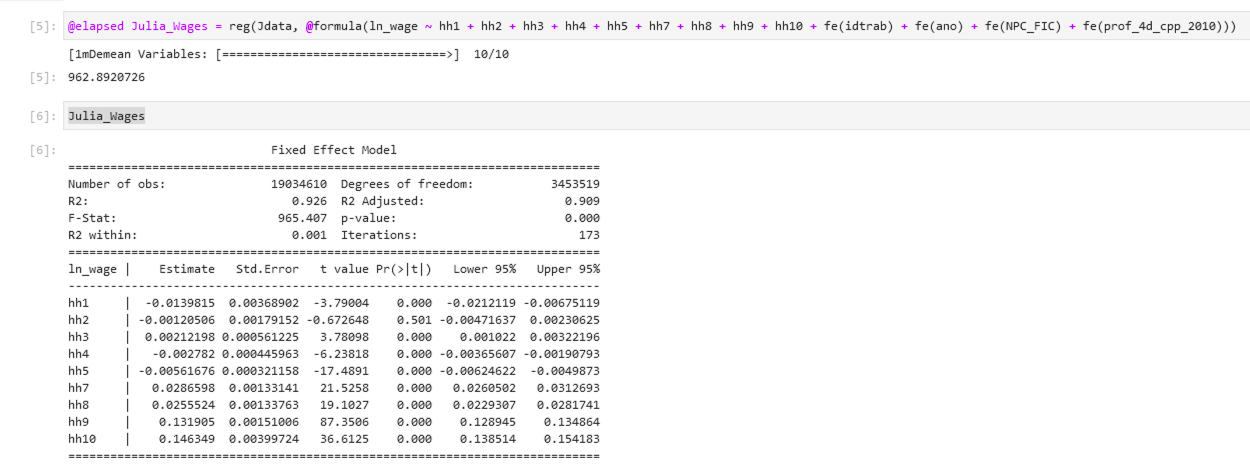 [5]: @elapsed Julia_Wages = reg(Jdata, @formula(ln_wage ~ hh1 + hh2 + hh3 + hh4 + hh5 + hh7 + hh8 + hh9 + hh10 + fe(idtrab) + fe(ano) + fe(NPC_FIC) + fe(prof_4d_cpp_2010)))
[1mDemean Variables: [================================>] 10/10
[5]: 962.8920726
[6]: Julia_Wages
[6]: Fixed Effect Model
============================================================================
Number of obs: 19034610 Degrees of freedom: 3453519
R2: 0.926 R2 Adjusted: 0.909
F-Stat: 965.407 p-value: 0.000
R2 within: 0.001 Iterations: 173
============================================================================
ln_wage | Estimate Std.Error t value Pr(>|t|) Lower 95% Upper 95%
----------------------------------------------------------------------------
hh1 | -0.0139815 0.00368902 -3.79004 0.000 -0.0212119 -0.00675119
hh2 | -0.00120506 0.00179152 -0.672648 0.501 -0.00471637 0.00230625
hh3 | 0.00212198 0.000561225 3.78098 0.000 0.001022 0.00322196
hh4 | -0.002782 0.000445963 -6.23818 0.000 -0.00365607 -0.00190793
hh5 | -0.00561676 0.000321158 -17.4891 0.000 -0.00624622 -0.0049873
hh7 | 0.0286598 0.00133141 21.5258 0.000 0.0260502 0.0312693
hh8 | 0.0255524 0.00133763 19.1027 0.000 0.0229307 0.0281741
hh9 | 0.131905 0.00151006 87.3506 0.000 0.128945 0.134864
hh10 | 0.146349 0.00399724 36.6125 0.000 0.138514 0.154183
============================================================================